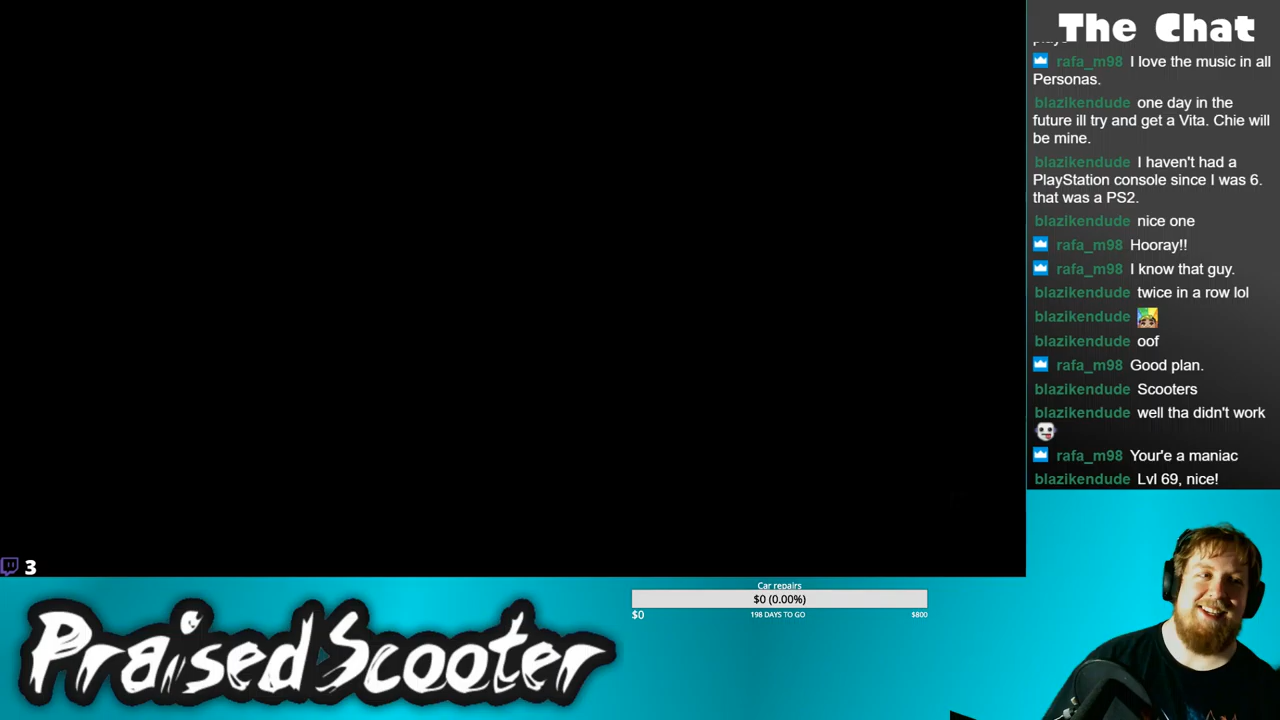 The Chat
rafa_m98 I love the music in all
Personas.
blazikendude one day in the
future ill try and get a Vita. Chie will
be mine.
blazikendude I haven't had a
PlayStation console since I was 6.
that was a PS2.
blazikendude nice one
rafa_m98 Hooray!!
rafa_m98 I know that guy.
blazikendude twice in a row lol
blazikendude
blazikendude oof
rafa_m98 Good plan.
blazikendude Scooters
blazikendude well tha didn't work
rafa_m98 Your'e a maniac
blazikendude Lvl 69, nice!
3
Car repairs
$0 (0.00%)
$0 198 DAYS TO GO $800
PraisedScooter